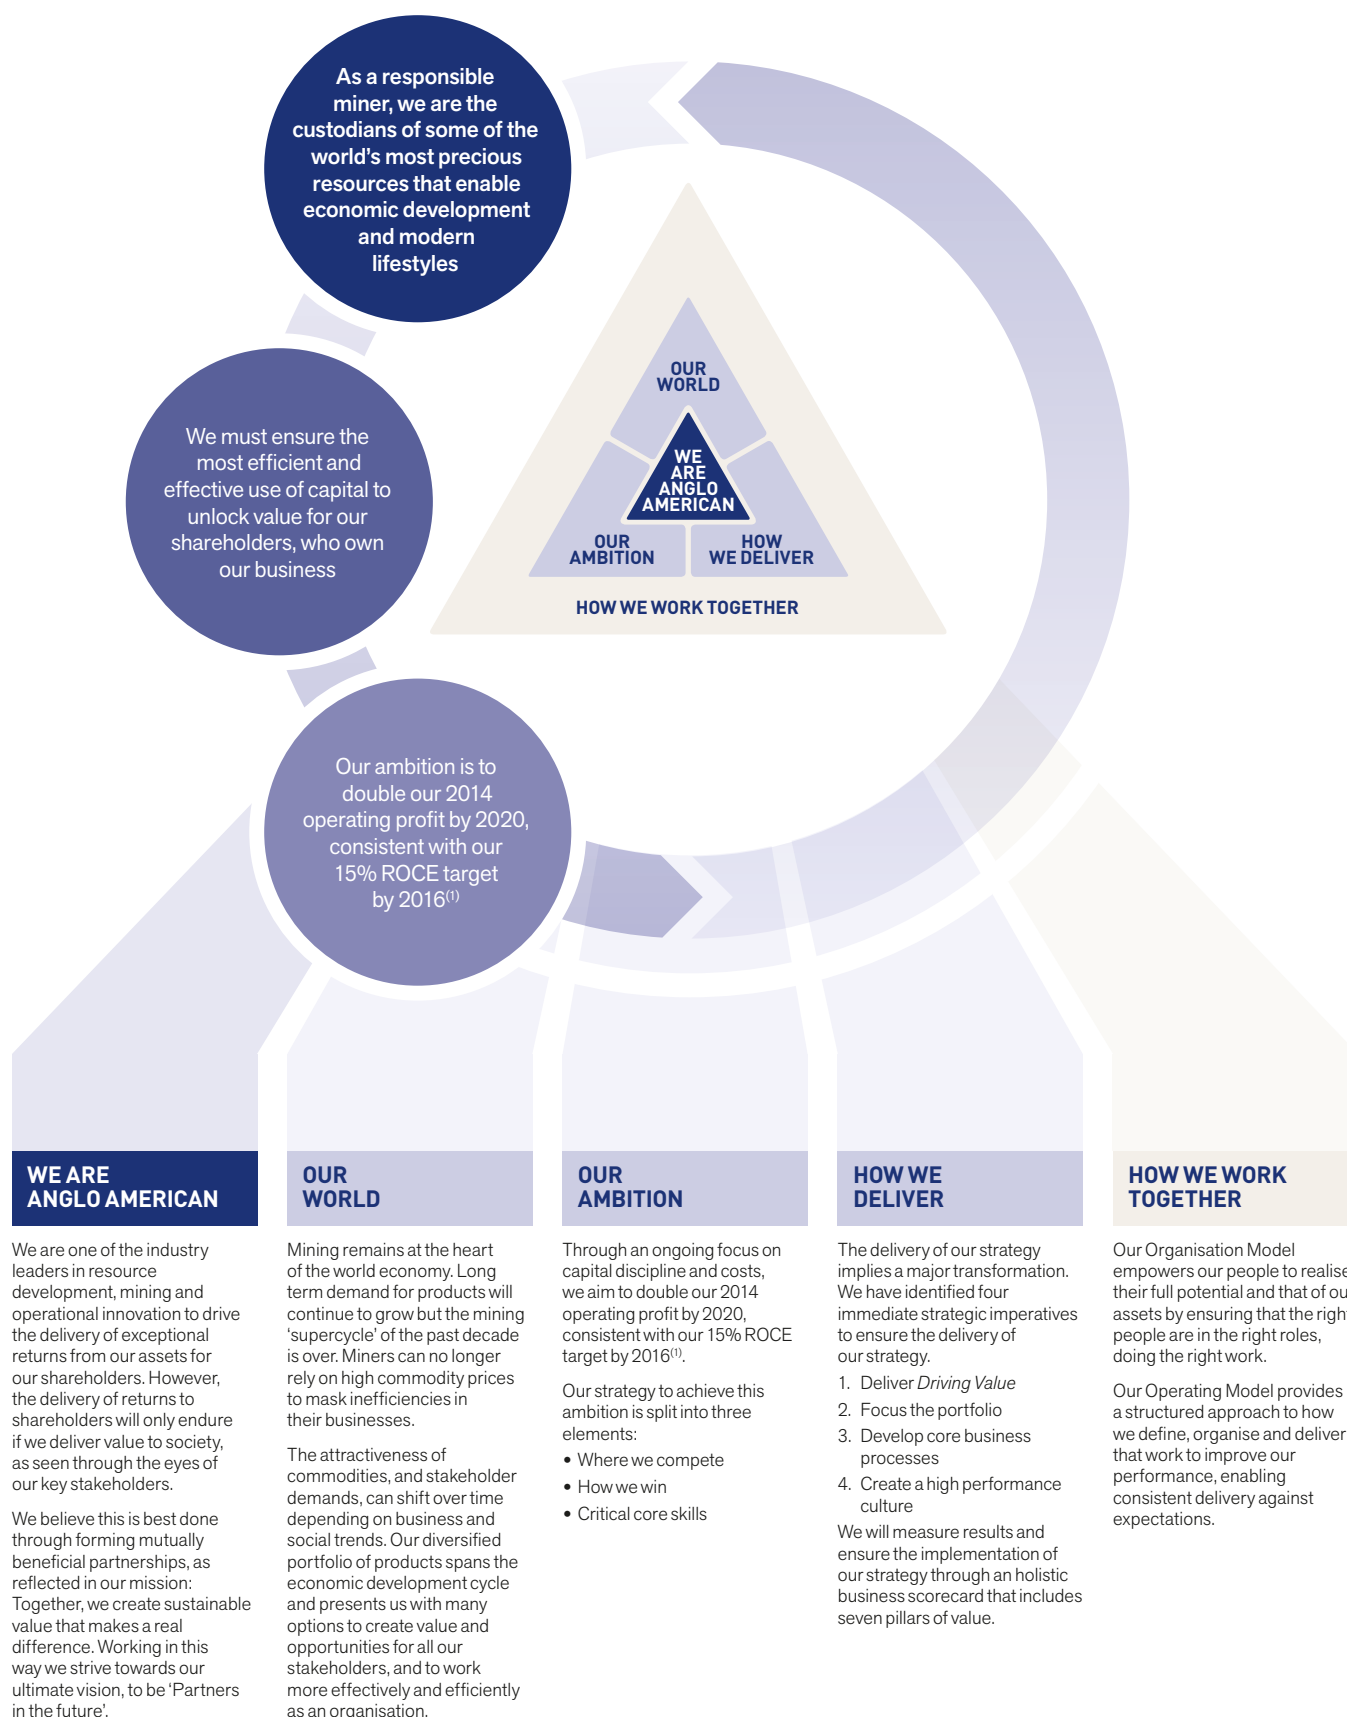 As a responsible
miner, we are the
custodians of some of the
world's most precious
resources that enable
economic development
and modern
lifestyles
We must ensure the
most efficient and
effective use of capital to
unlock value for our
shareholders, who own
our business
Our ambition is to
double our 2014
operating profit by 2020,
consistent with our
15% ROCE target
by 2016(1)
OUR
WORLD
WE
ARE
ANGLO
AMERICAN
OUR
AMBITION
HOW
WE DELIVER
HOW WE WORK TOGETHER
WE ARE
ANGLO AMERICAN
We are one of the industry
leaders in resource
development, mining and
operational innovation to drive
the delivery of exceptional
returns from our assets for
our shareholders. However,
the delivery of returns to
shareholders will only endure
if we deliver value to society,
as seen through the eyes of
our key stakeholders.
We believe this is best done
through forming mutually
beneficial partnerships, as
reflected in our mission:
Together, we create sustainable
value that makes a real
difference. Working in this
way we strive towards our
ultimate vision, to be 'Partners
in the future'.
OUR
WORLD
Mining remains at the heart
of the world economy. Long
term demand for products will
continue to grow but the mining
'supercycle' of the past decade
is over. Miners can no longer
rely on high commodity prices
to mask inefficiencies in
their businesses.
The attractiveness of
commodities, and stakeholder
demands, can shift over time
depending on business and
social trends. Our diversified
portfolio of products spans the
economic development cycle
and presents us with many
options to create value and
opportunities for all our
stakeholders, and to work
more effectively and efficiently
as an organisation.
OUR
AMBITION
Through an ongoing focus on
capital discipline and costs,
we aim to double our 2014
operating profit by 2020,
consistent with our 15% ROCE
target by 2016(1).
Our strategy to achieve this
ambition is split into three
elements:
• Where we compete
• How we win
• Critical core skills
HOW WE
DELIVER
The delivery of our strategy
implies a major transformation.
We have identified four
immediate strategic imperatives
to ensure the delivery of
our strategy.
1. Deliver Driving Value
2. Focus the portfolio
3. Develop core business
processes
4. Create a high performance
culture
We will measure results and
ensure the implementation of
our strategy through an holistic
business scorecard that includes
seven pillars of value.
HOW WE WORK
TOGETHER
Our Organisation Model
empowers our people to realise
their full potential and that of ou
assets by ensuring that the right
people are in the right roles,
doing the right work.
Our Operating Model provides
a structured approach to how
we define, organise and deliver
that work to improve our
performance, enabling
consistent delivery against
expectations.